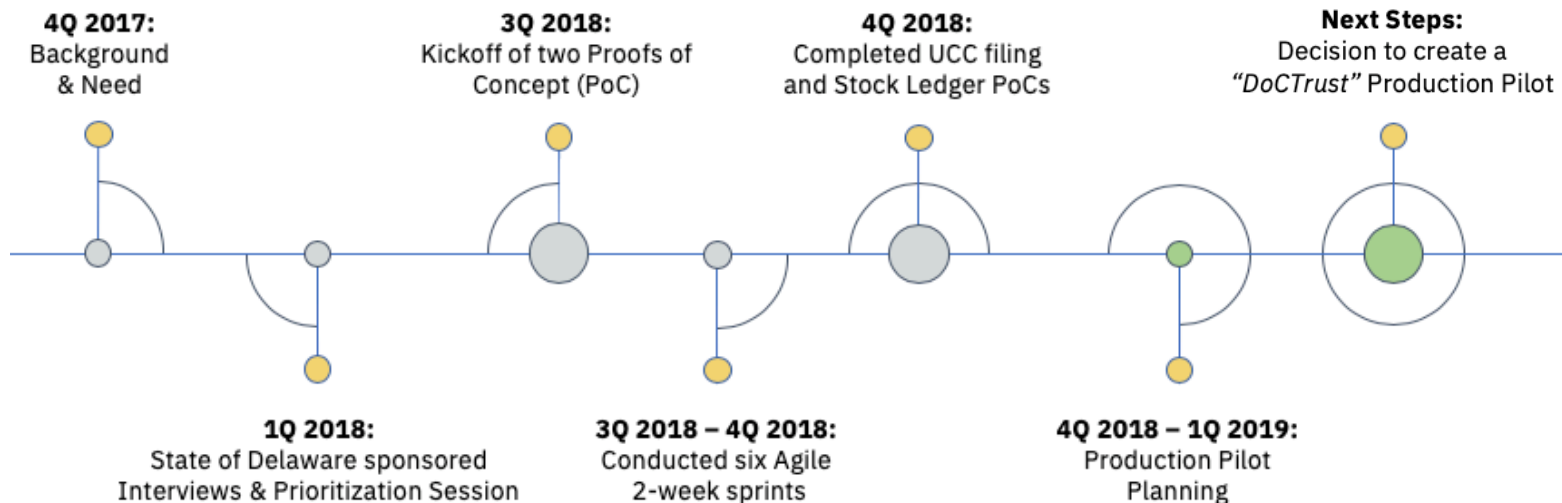 4Q 2017:
Background
& Need
3Q 2018:
Kickoff of two Proofs of
Concept (PoC)
4Q 2018:
Completed UCC filing
and Stock Ledger PoCs
Next Steps:
Decision to create a
“DoCTrust” Production Pilot
1Q 2018:
State of Delaware sponsored
Interviews & Prioritization Session
3Q 2018 – 4Q 2018:
Conducted six Agile
2-week sprints
4Q 2018 – 1Q 2019:
Production Pilot
Planning